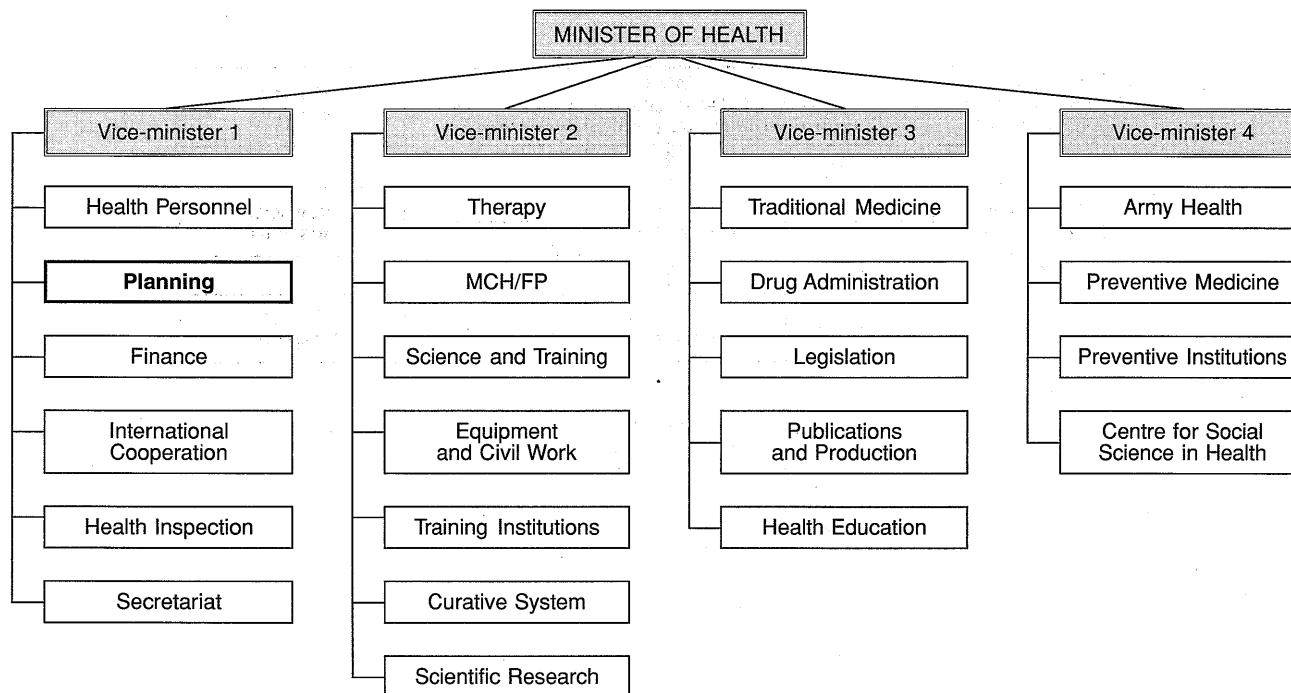 MINISTER OF HEALTH
Vice-minister 1
Health Personnel
Planning
Finance
International
Cooperation
Health Inspection
Secretariat
Vice-minister 2
Therapy
MCH/FP
Science and Training
Equipment
and Civil Work
Training Institutions
Curative System
Scientific Research
Vice-minister 3
Traditional Medicine
Drug Administration
Legislation
Publications
and Production
Health Education
Vice-minister 4
Army Health
Preventive Medicine
Preventive Institutions
Centre for Social
Science in Health